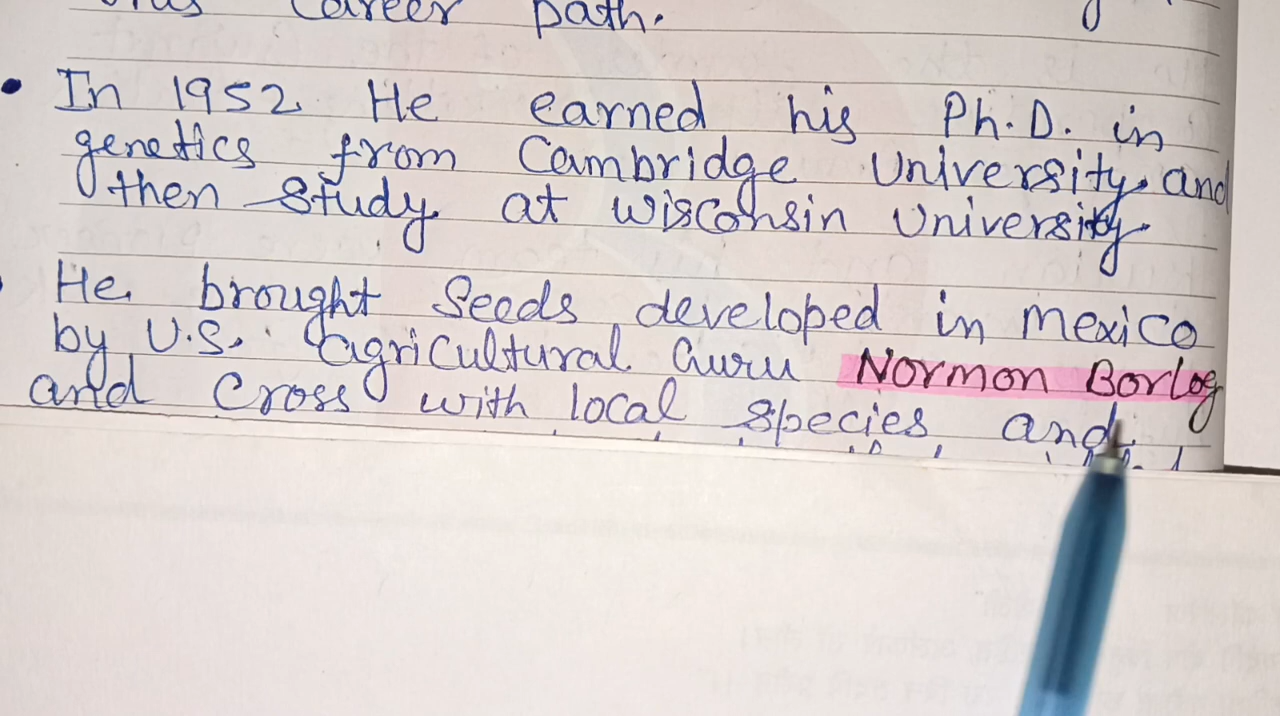 career path.
• In 1952 He earned his Ph.D. in
genetics from Cambridge University, and
then study at wisconsin University
He brought Seeds developed in mexico
by U.S. agricultural Guru Normon Borlog
and Cross with local species and